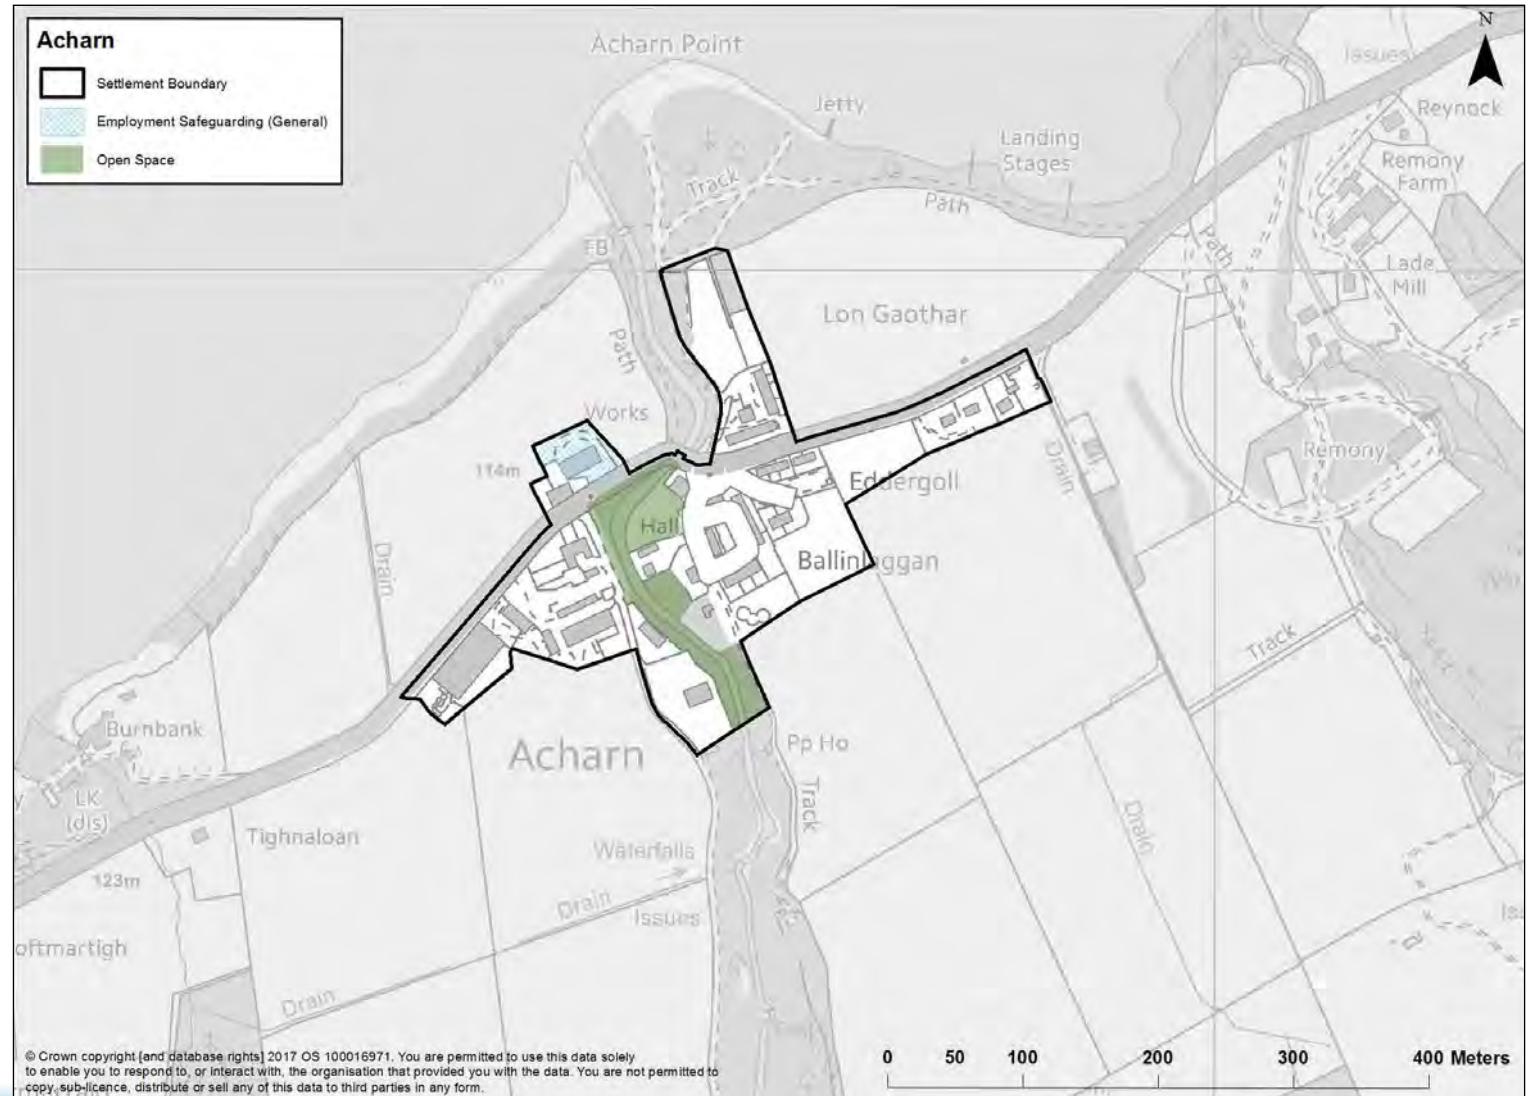 Acharn
Settlement Boundary
Employment Safeguarding (General)
Open Space
N
Acharn Point
Issues
Jetty
Reynock
Landing
Stages
Remony
Farm
Track
Path
FB
Path
Lade
Mill
Lon Gaothar
Path
Works
114m
Remony
Drain
Eddergoll
Hall
Drain
Ballinlaggan
Track
Burnbank
Acharn
Pp Ho
LK
(dis)
Track
Tighnaloan
Drain
Waterfalls
123m
Drain
Issues
oftmartigh
Drain
© Crown copyright [and database rights] 2017 OS 100016971. You are permitted to use this data solely
to enable you to respond to, or interact with, the organisation that provided you with the data. You are not permitted to
copy, sub-licence, distribute or sell any of this data to third parties in any form.
0 50 100 200 300 400 Meters